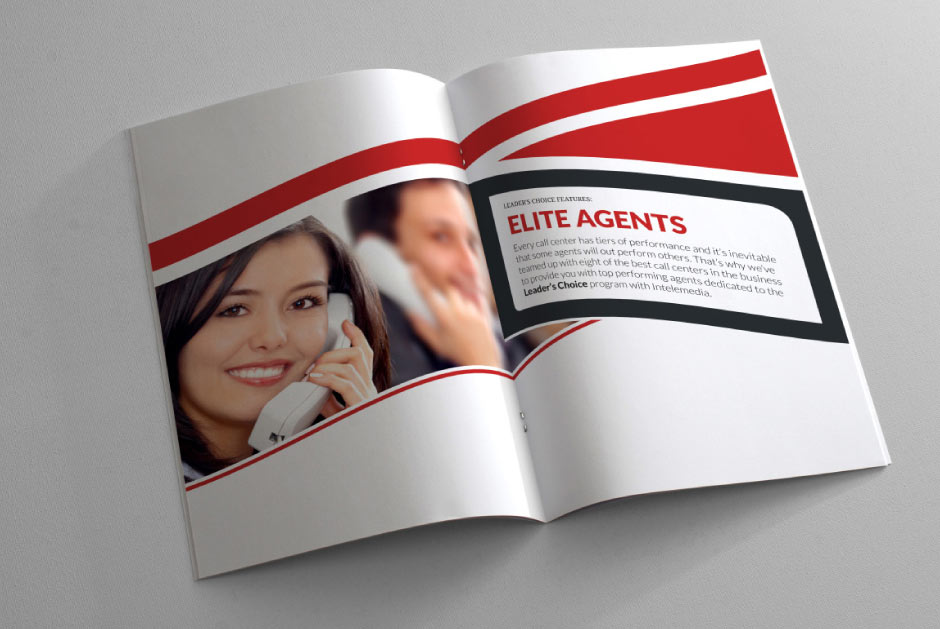 LEADER'S CHOICE FEATURES:
ELITE AGENTS
Every call center has tiers of performance and it's inevitable
that some agents will out perform others. That's why we've
teamed up with eight of the best call centers in the business
to provide you with top performing agents dedicated to the
Leader's Choice program with Intelemedia.